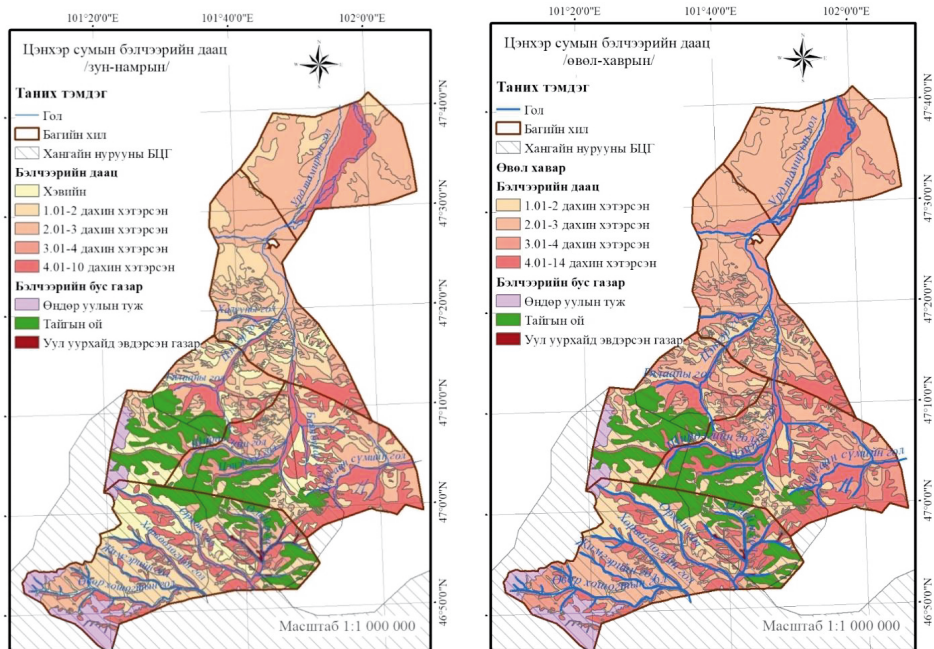 101°20'0"E 101°40'0"E 102°0'0"E
Цэнхэр сумын бэлчээрийн даац
/зун-намрын/
Таних тэмдэг
Гол
Багийн хил
Хангайн нурууны БЦГ
Бэлчээрийн даац
Хэвийн
1.01-2 дахин хэтэрсэн
2.01-3 дахин хэтэрсэн
3.01-4 дахин хэтэрсэн
4.01-10 дахин хэтэрсэн
Бэлчээрийн бус газар
Өндөр уулын туж
Тайгын ой
Уул уурхайд эвдэрсэн газар
47°40'0"N
47°30'0"N
47°20'0"N
47°10'0"N
47°0'0"N
46°50'0"N
Урд тамирын гол
Масштаб 1:1 000 000
101°20'0"E 101°40'0"E 102°0'0"E
Цэнхэр сумын бэлчээрийн даац
/өвөл-хаврын/
Таних тэмдэг
Гол
Багийн хил
Хангайн нурууны БЦГ
Өвөл хавар
Бэлчээрийн даац
1.01-2 дахин хэтэрсэн
2.01-3 дахин хэтэрсэн
3.01-4 дахин хэтэрсэн
4.01-14 дахин хэтэрсэн
Бэлчээрийн бус газар
Өндөр уулын туж
Тайгын ой
Уул уурхайд эвдэрсэн газар
47°40'0"N
47°30'0"N
47°20'0"N
47°10'0"N
47°0'0"N
46°50'0"N
Урд тамирын гол
Масштаб 1:1 000 000